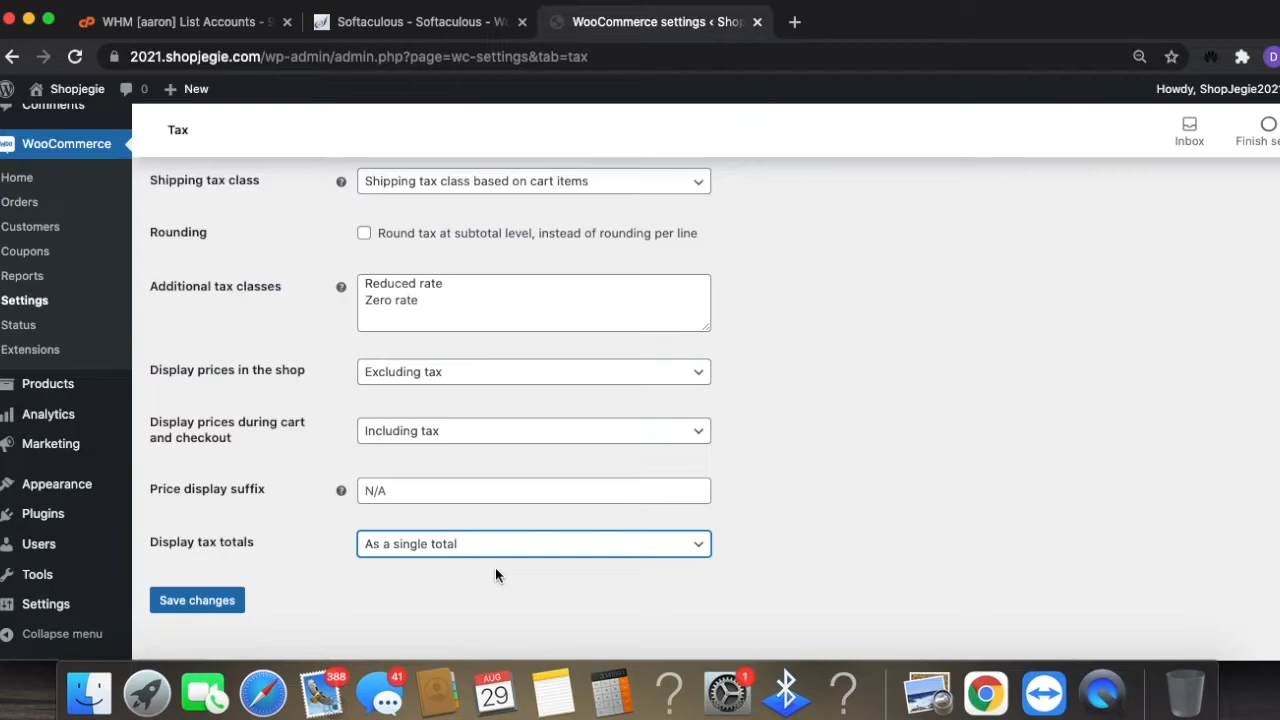 WHM [aaron] List Accounts - S
Softaculous - Softaculous - Wo
WooCommerce settings ‹ Shop
2021.shopjegie.com/wp-admin/admin.php?page=wc-settings&tab=tax
D
Shopjegie
0
New
Howdy, ShopJegie2021
Comments
WooCommerce
Home
Orders
Customers
Coupons
Reports
Settings
Status
Extensions
Products
Analytics
Marketing
Appearance
Plugins
Users
Tools
Settings
Collapse menu
Tax
Inbox
Finish se
Shipping tax class
Shipping tax class based on cart items
Rounding
Round tax at subtotal level, instead of rounding per line
Additional tax classes
Reduced rate
Zero rate
Display prices in the shop
Excluding tax
Display prices during cart
and checkout
Including tax
Price display suffix
N/A
Display tax totals
As a single total
Save changes
388
41
AUG
29
1